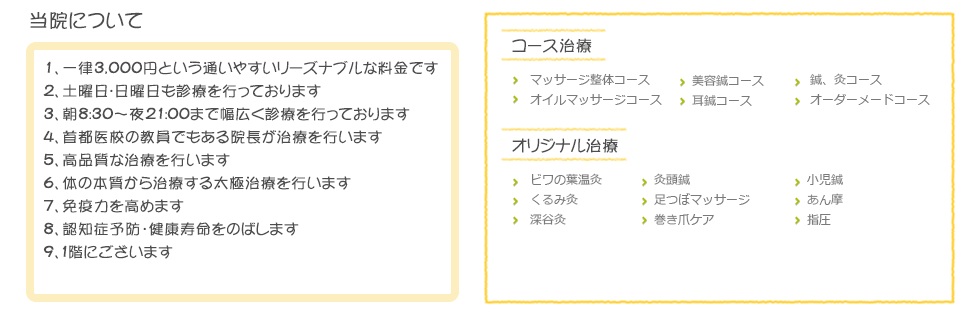 当院について
1、一律3,000円という通いやすいリーズナブルな料金です
2、土曜日・日曜日も診療を行っております
3、朝8:30〜夜21:00まで幅広く診療を行っております
4、首都医校の教員でもある院長が治療を行います
5、高品質な治療を行います
6、体の本質から治療する太極治療を行います
7、免疫力を高めます
8、認知症予防・健康寿命をのばします
9、1階にございます
コース治療
マッサージ整体コース 美容鍼コース 鍼、灸コース
オイルマッサージコース 耳鍼コース オーダーメードコース
オリジナル治療
ビワの葉温灸 灸頭鍼 小児鍼
くるみ灸 足つぼマッサージ あん摩
深谷灸 巻き爪ケア 指圧